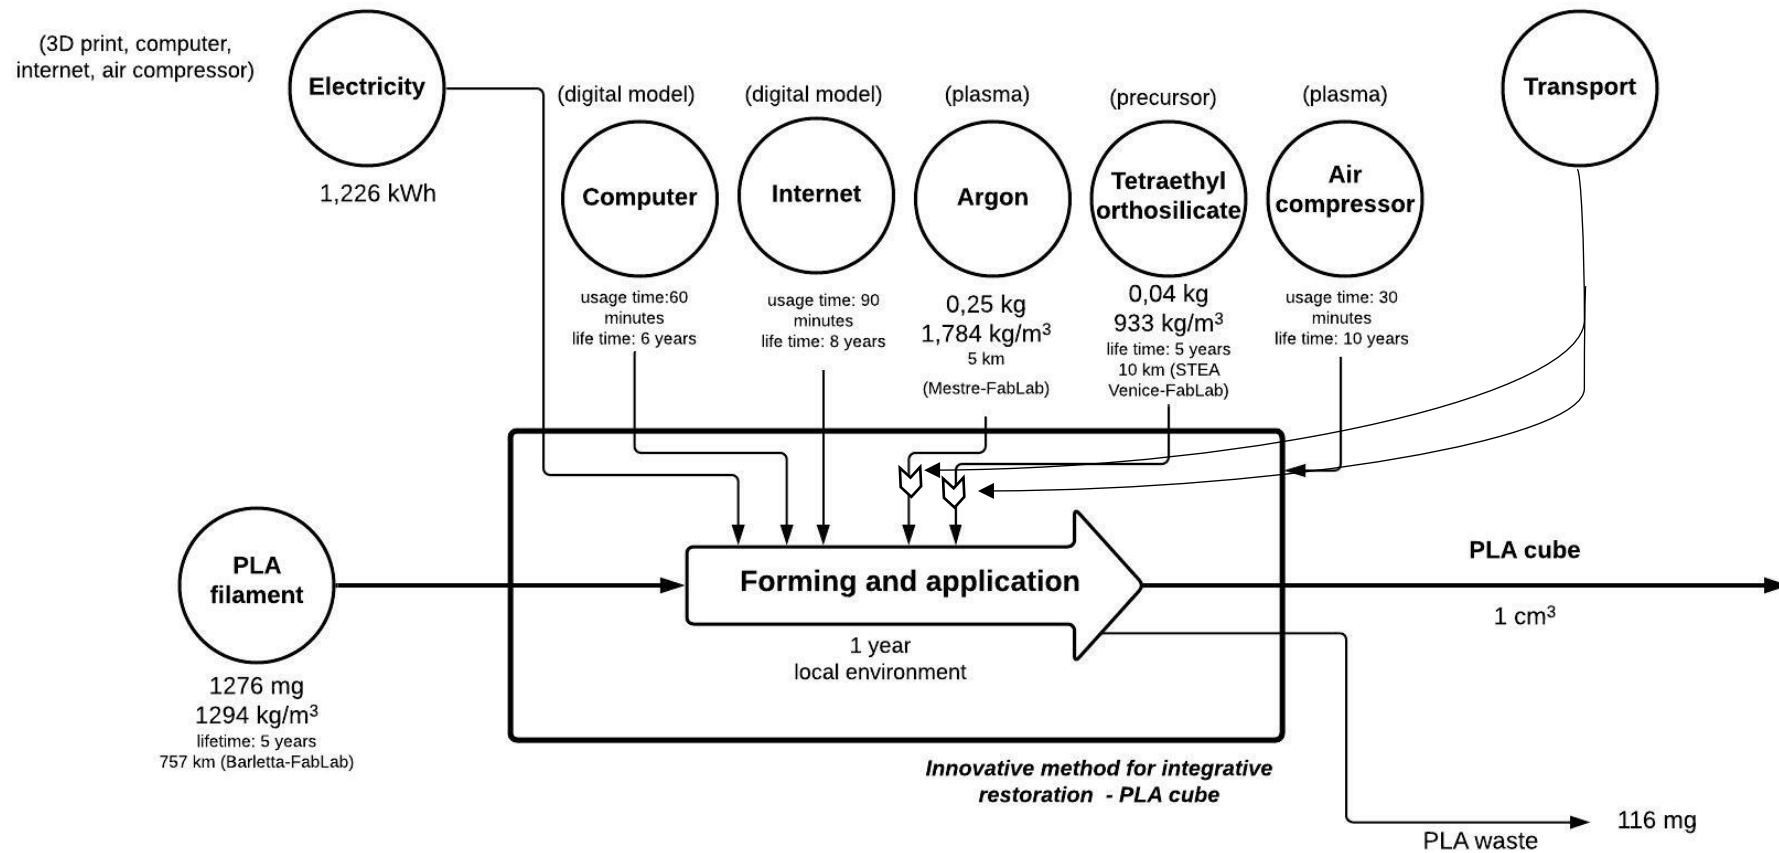 (3D print, computer,
internet, air compressor)
Electricity
1,226 kWh
(digital model)
Computer
usage time:60
minutes
life time: 6 years
(digital model)
Internet
usage time: 90
minutes
life time: 8 years
(plasma)
Argon
0,25 kg
1,784 kg/m³
5 km
(Mestre-FabLab)
(precursor)
Tetraethyl
orthosilicate
0,04 kg
933 kg/m³
life time: 5 years
10 km (STEA
Venice-FabLab)
(plasma)
Air
compressor
usage time: 30
minutes
life time: 10 years
Transport
PLA
filament
1276 mg
1294 kg/m³
lifetime: 5 years
757 km (Barletta-FabLab)
Forming and application
1 year
local environment
PLA cube
1 cm³
Innovative method for integrative
restoration - PLA cube
PLA waste
116 mg